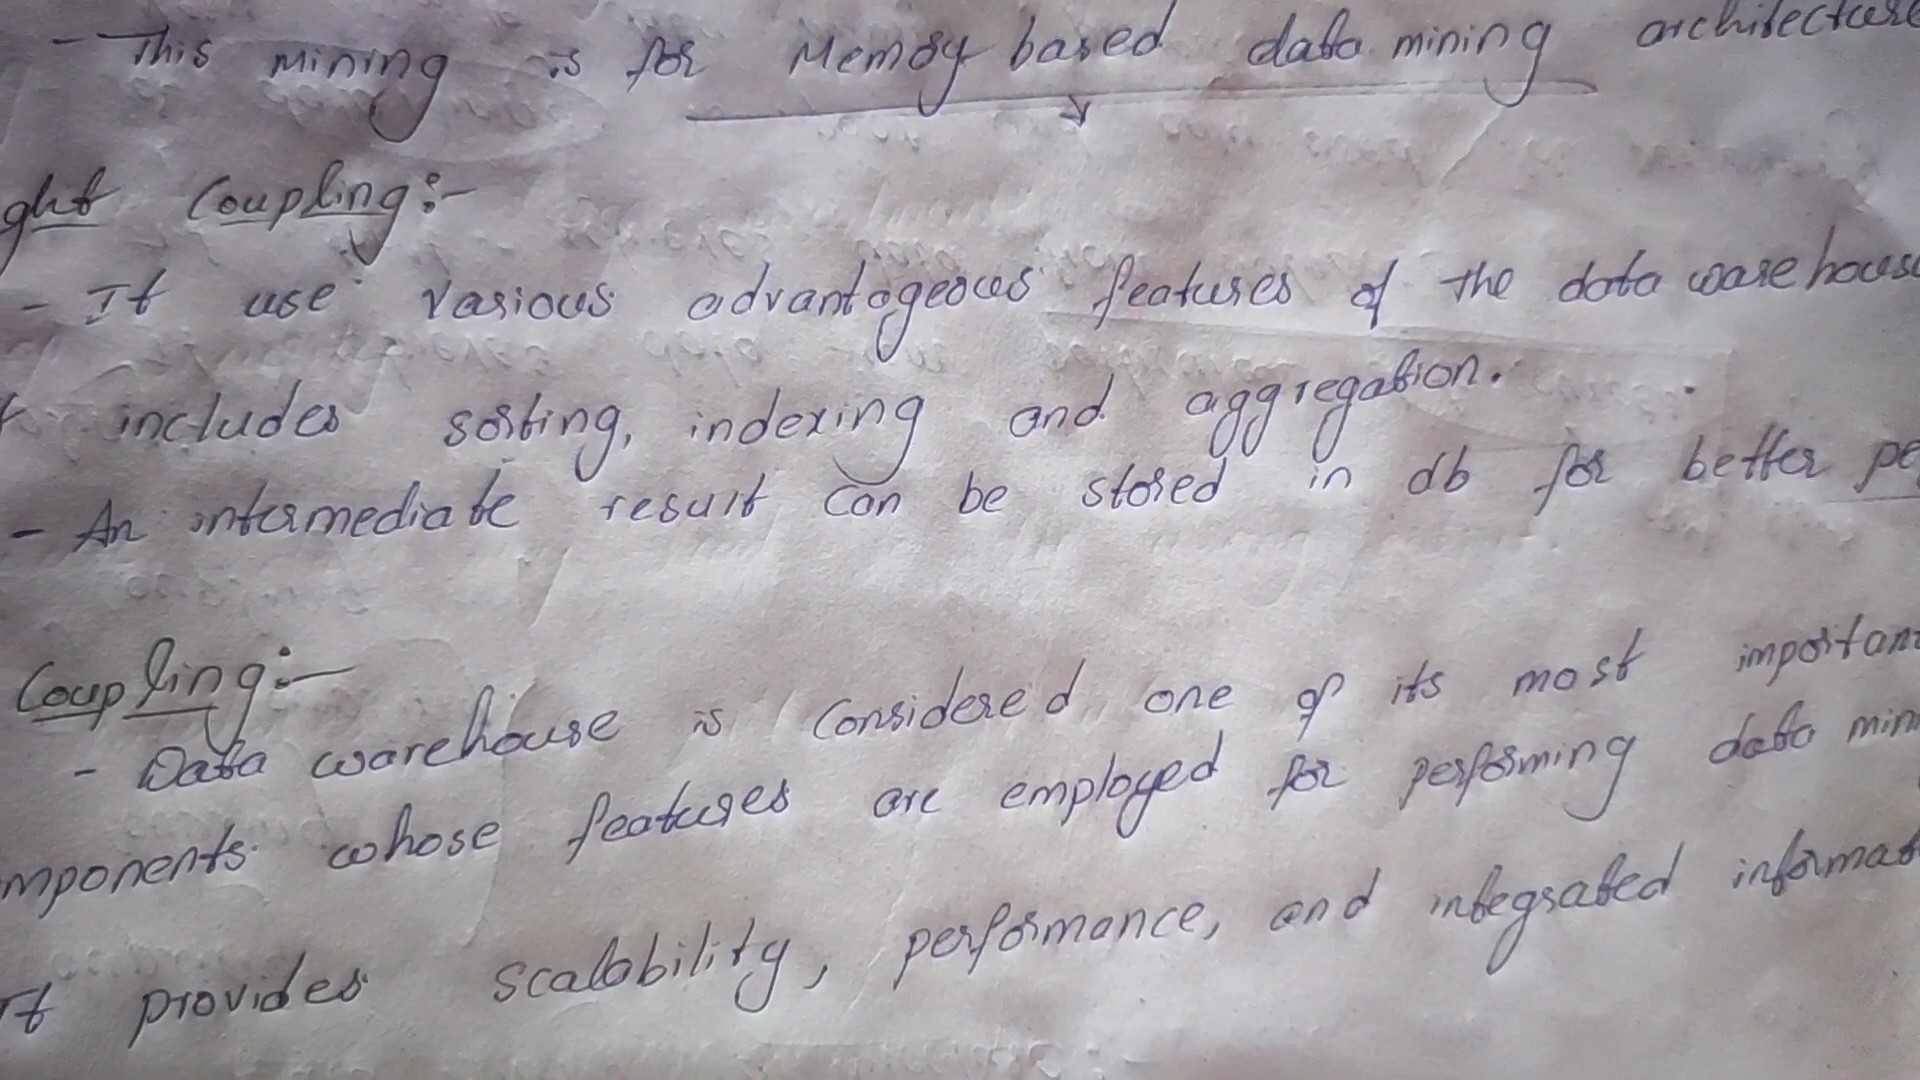 - This mining is for Memory based data mining architecture
ght Coupling:-
- It use various advantageous features of the data warehouse
includes sorting, indexing and aggregation.
- An intermediate result can be stored in db for better pe
Coupling:-
- Data warehouse is considered one of its most important
mponents whose features are employed for performing data min
It provides scalability, performance, and integrated informat